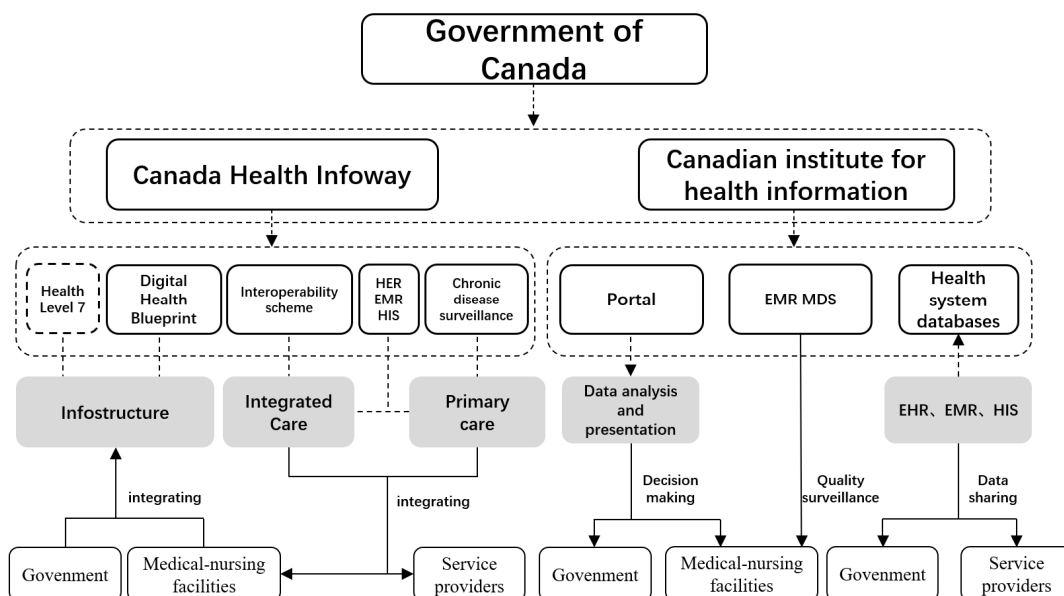 Government of
Canada
Canada Health Infoway
Canadian institute for
health information
Health
Level 7
Digital
Health
Blueprint
Interoperability
scheme
HER
EMR
HIS
Chronic
disease
surveillance
Portal
EMR MDS
Health
system
databases
Infostructure
Integrated
Care
Primary
care
Data analysis
and
presentation
EHR、EMR、HIS
integrating
integrating
Decision
making
Quality
surveillance
Data
sharing
Govenment
Medical-nursing
facilities
Service
providers
Govenment
Medical-nursing
facilities
Govenment
Service
providers